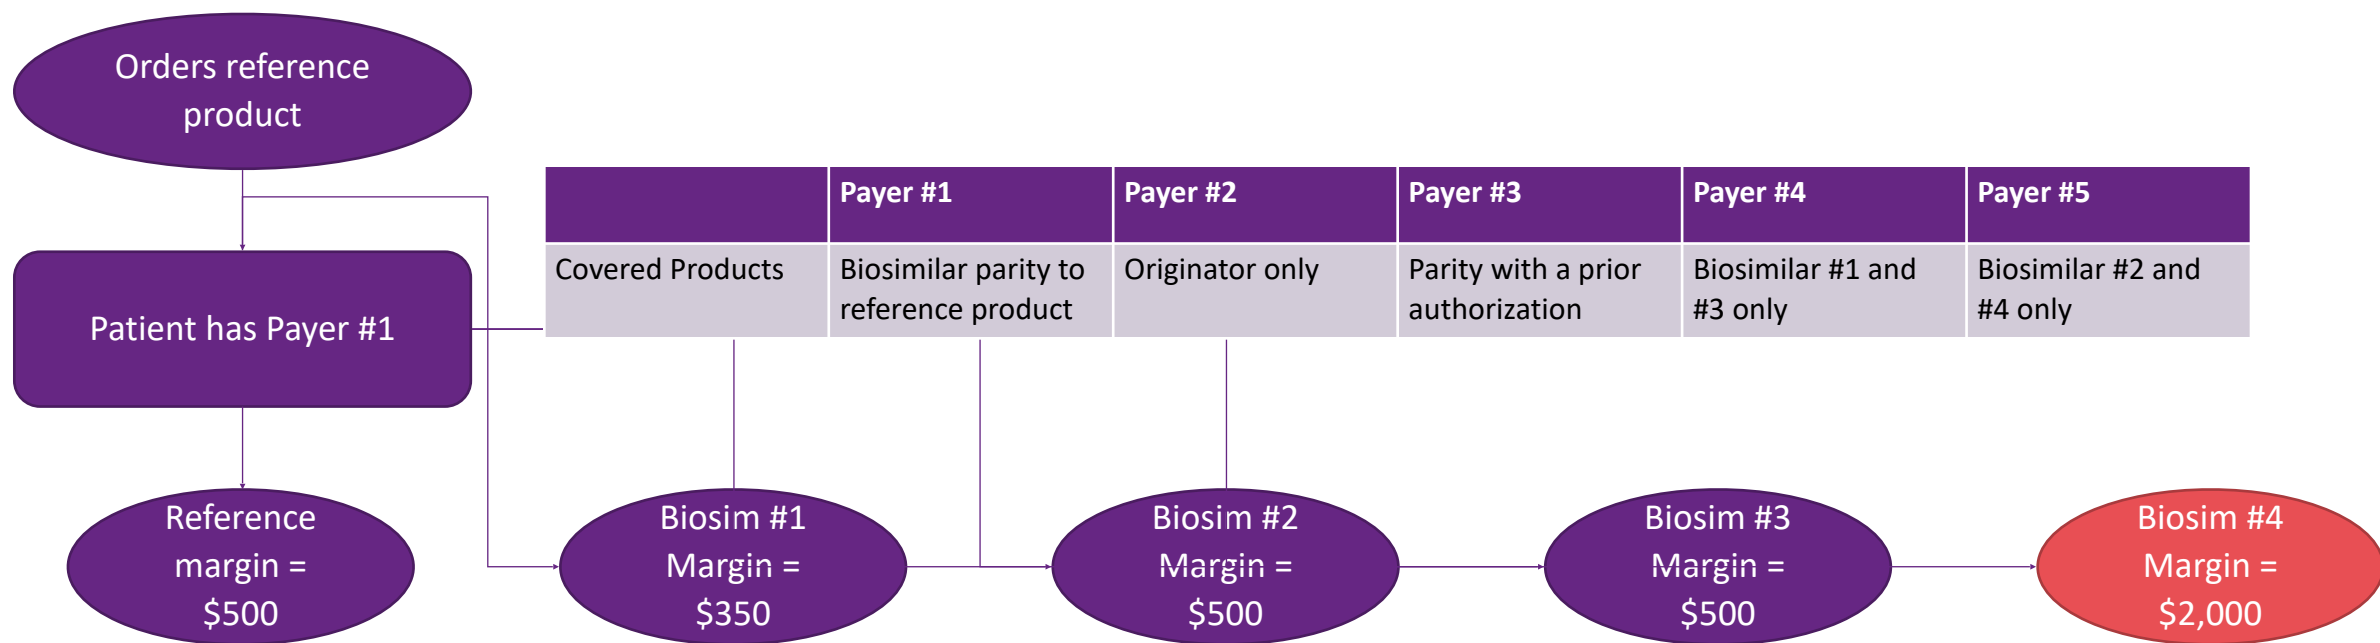 Orders reference
product
Payer #1
Payer #2
Payer #3
Payer #4
Payer #5
Covered Products
Biosimilar parity to
reference product
Originator only
Parity with a prior
authorization
Biosimilar #1 and
#3 only
Biosimilar #2 and
#4 only
Patient has Payer #1
Reference
margin =
$500
Biosim #1
Margin =
$350
Biosim #2
Margin =
$500
Biosim #3
Margin =
$500
Biosim #4
Margin =
$2,000